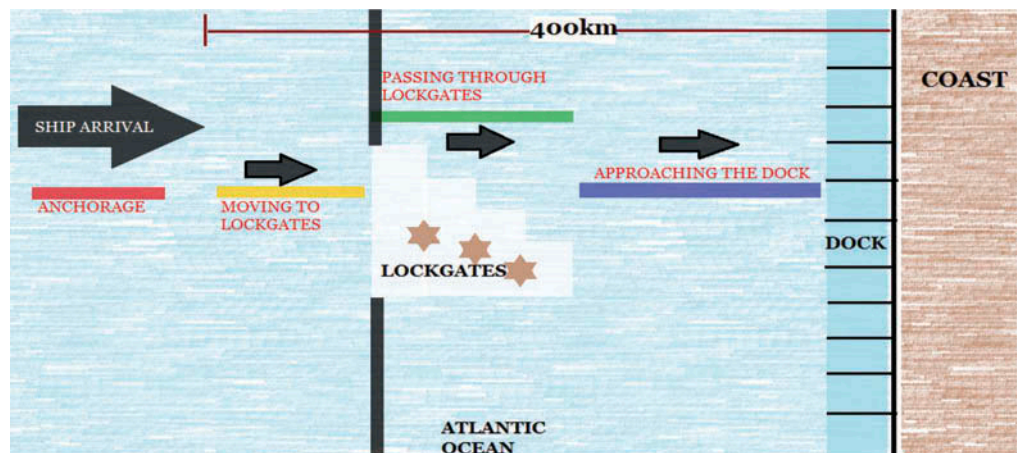 400km
PASSING THROUGH
LOCKGATES
COAST
SHIP ARRIVAL
APPROACHING THE DOCK
ANCHORAGE
MOVING TO
LOCKGATES
DOCK
LOCKGATES
ATLANTIC
OCEAN